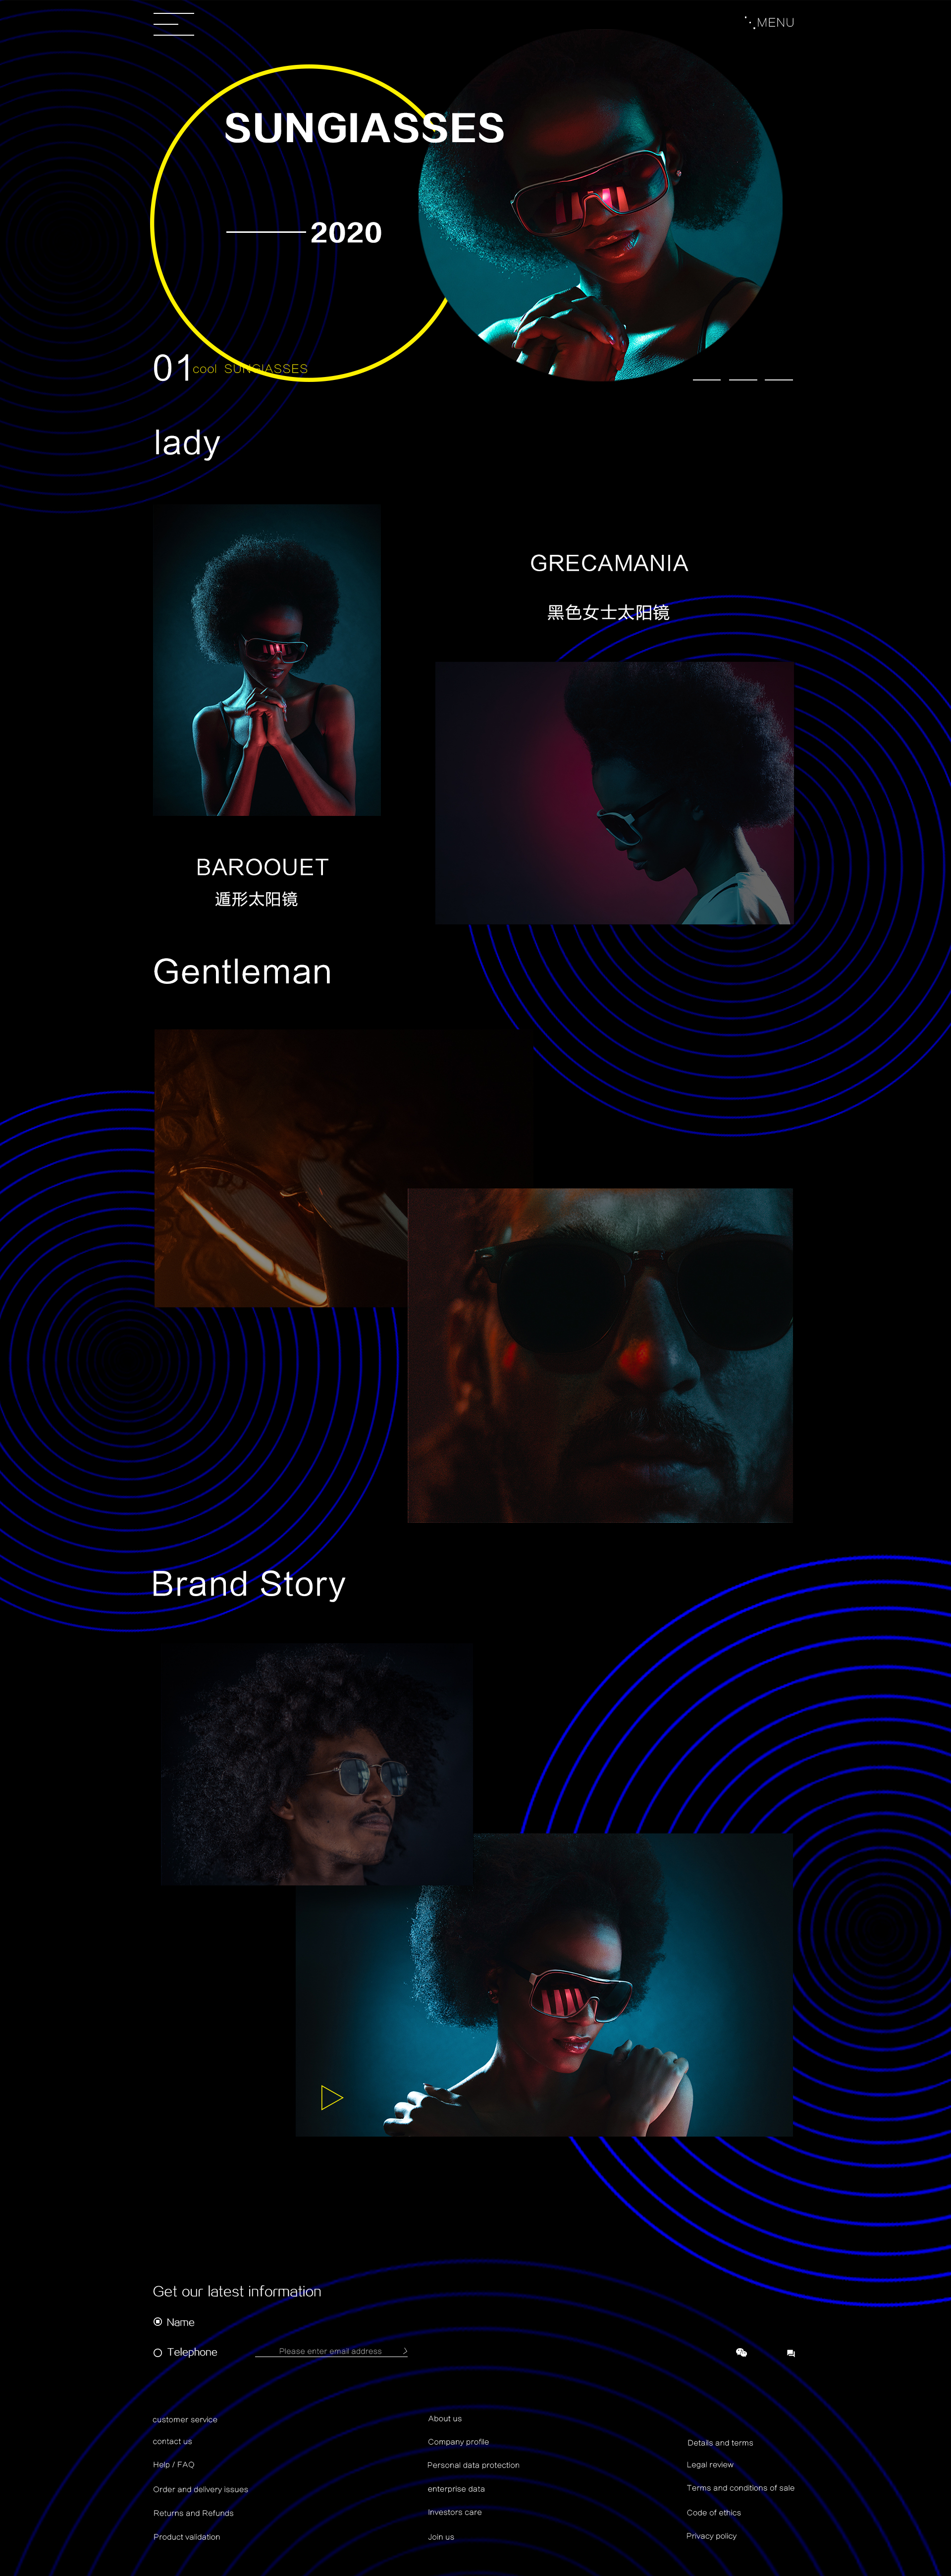 MENU
SUNGIASSES
2020
01 cool SUNGIASSES
lady
GRECAMANIA
黑色女士太阳镜
BAROOUET
遁形太阳镜
Gentleman
Brand Story
Get our latest information
Name
Telephone
Please enter email address
customer service
contact us
Help / FAQ
Order and delivery issues
Returns and Refunds
Product validation
About us
Company profile
Personal data protection
enterprise data
Investors care
Join us
Details and terms
Legal review
Terms and conditions of sale
Code of ethics
Privacy policy